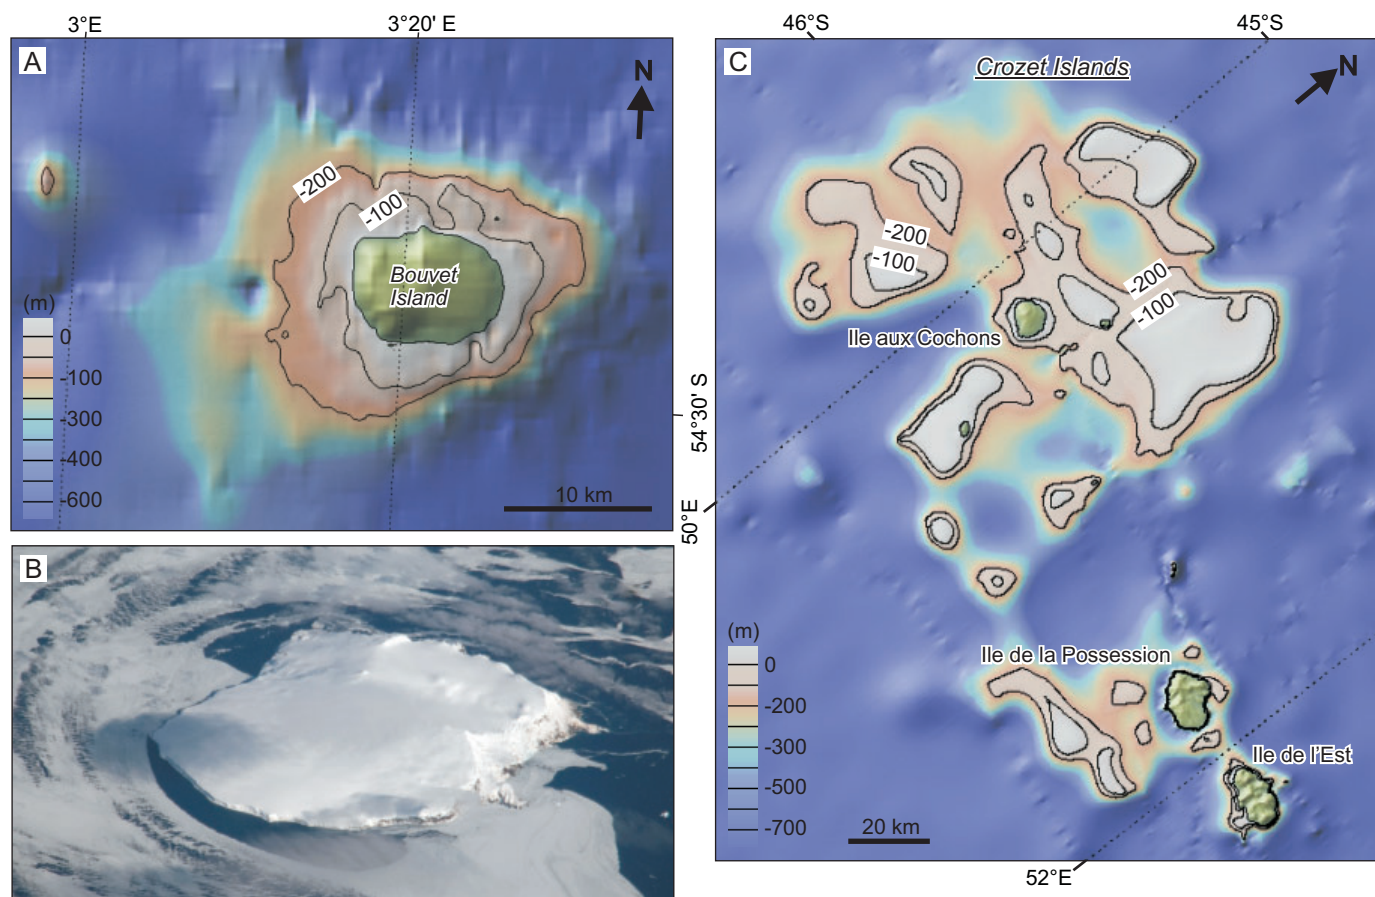 3°E
3°20' E
A
N
-200
-100
Bouvet
Island
(m)
0
-100
-300
-400
-600
10 km
54°30' S
B
46°S
45°S
C
Crozet Islands
N
-200
-100
-200
-100
Ile aux Cochons
50°E
Ile de la Possession
Ile de l'Est
(m)
0
-200
-300
-500
-700
20 km
52°E